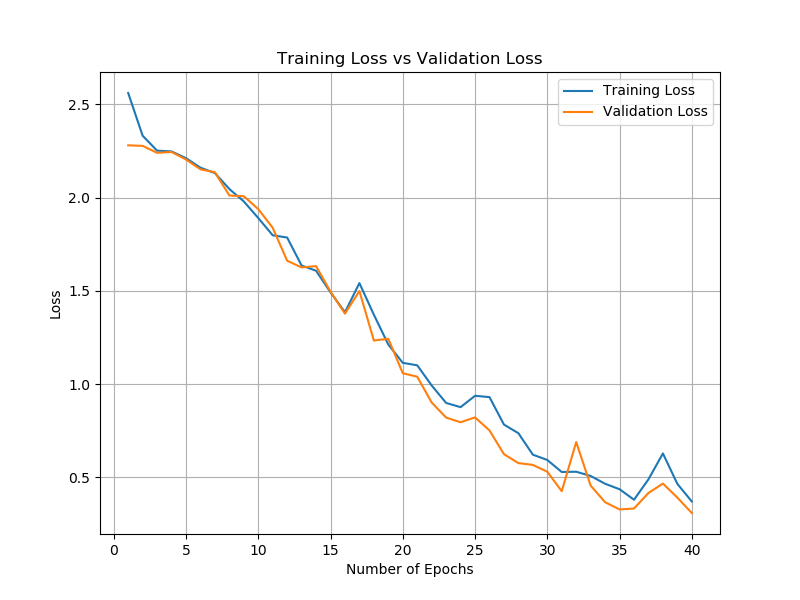 Training Loss vs Validation Loss
Training Loss
Validation Loss
2.5
2.0
1.5
1.0
0.5
Loss
0 5 10 15 20 25 30 35 40
Number of Epochs